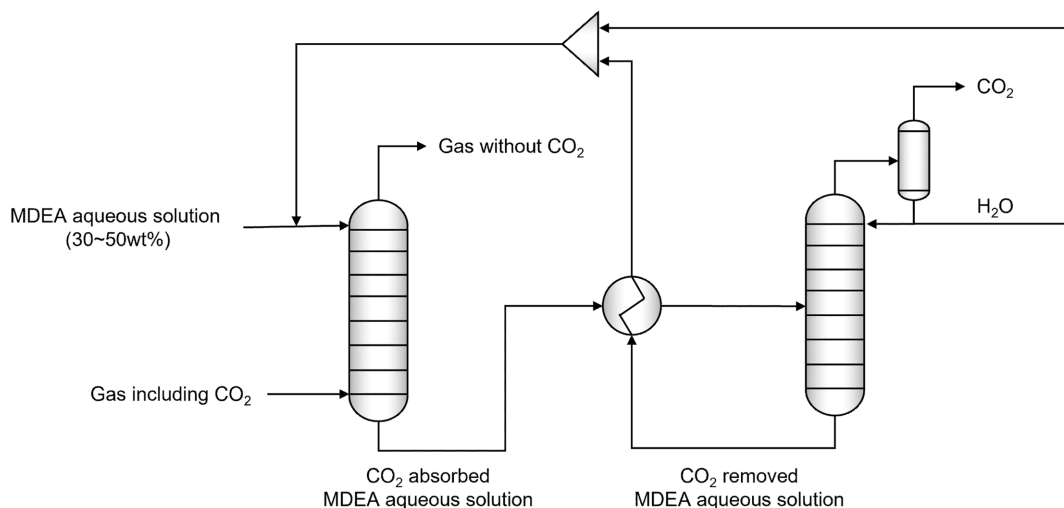 CO₂
Gas without CO₂
MDEA aqueous solution
(30~50wt%)
H₂O
Gas including CO₂
CO₂ absorbed
MDEA aqueous solution
CO₂ removed
MDEA aqueous solution